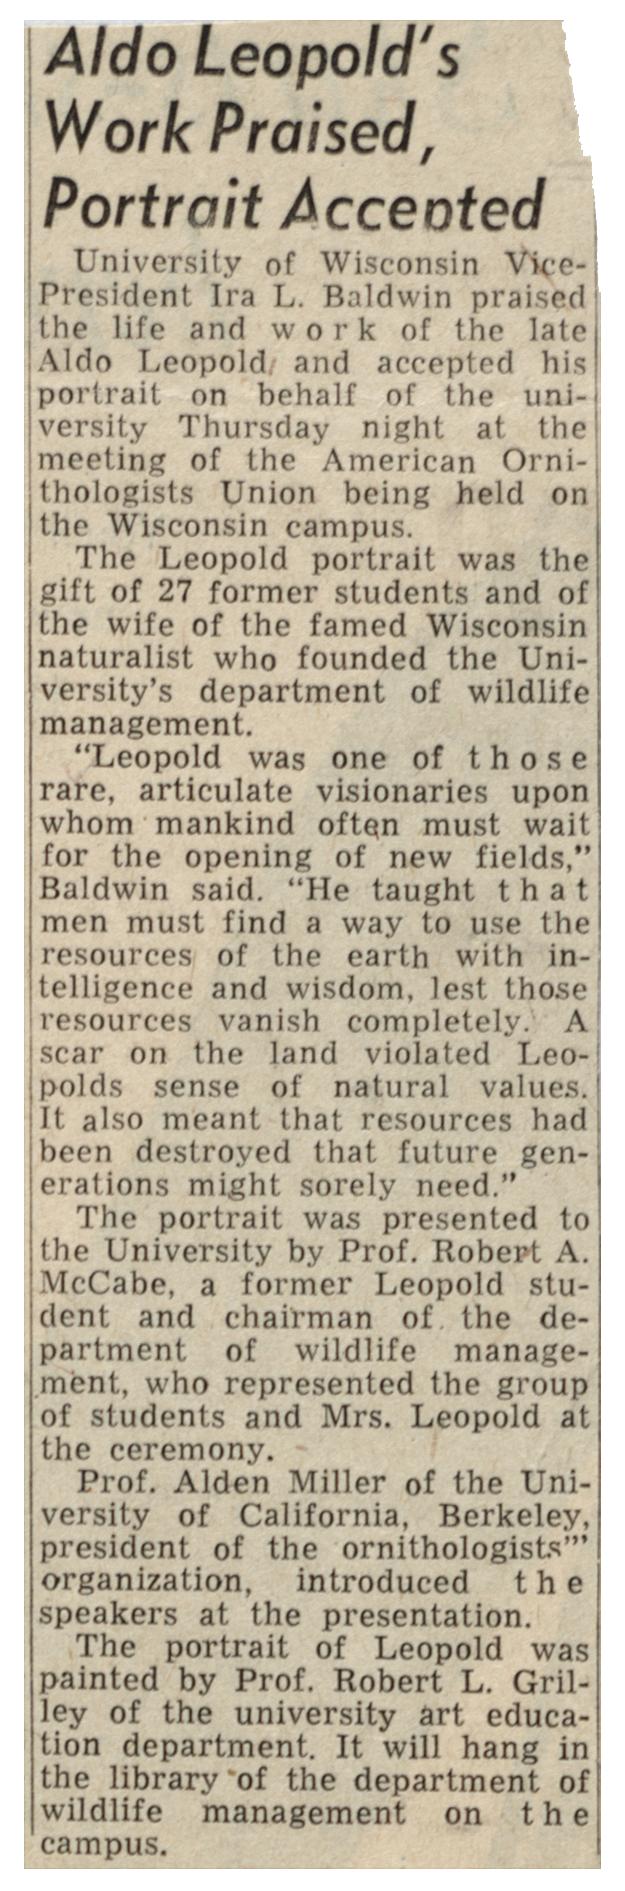 Aldo Leopold's
Work Praised,
Portrait Accepted
University of Wisconsin Vice-
President Ira L. Baldwin praised
the life and work of the late
Aldo Leopold and accepted his
portrait on behalf of the uni-
versity Thursday night at the
meeting of the American Orni-
thologists Union being held on
the Wisconsin campus.
The Leopold portrait was the
gift of 27 former students and of
the wife of the famed Wisconsin
naturalist who founded the Uni-
versity's department of wildlife
management.
"Leopold was one of those
rare, articulate visionaries upon
whom mankind often must wait
for the opening of new fields,"
Baldwin said. "He taught that
men must find a way to use the
resources of the earth with in-
telligence and wisdom, lest those
resources vanish completely. A
scar on the land violated Leo-
polds sense of natural values.
It also meant that resources had
been destroyed that future gen-
erations might sorely need."
The portrait was presented to
the University by Prof. Robert A.
McCabe, a former Leopold stu-
dent and chairman of the de-
partment of wildlife manage-
ment, who represented the group
of students and Mrs. Leopold at
the ceremony.
Prof. Alden Miller of the Uni-
versity of California, Berkeley,
president of the ornithologists"'
organization, introduced the
speakers at the presentation.
The portrait of Leopold was
painted by Prof. Robert L. Gril-
ley of the university art educa-
tion department. It will hang in
the library of the department of
wildlife management on the
campus.